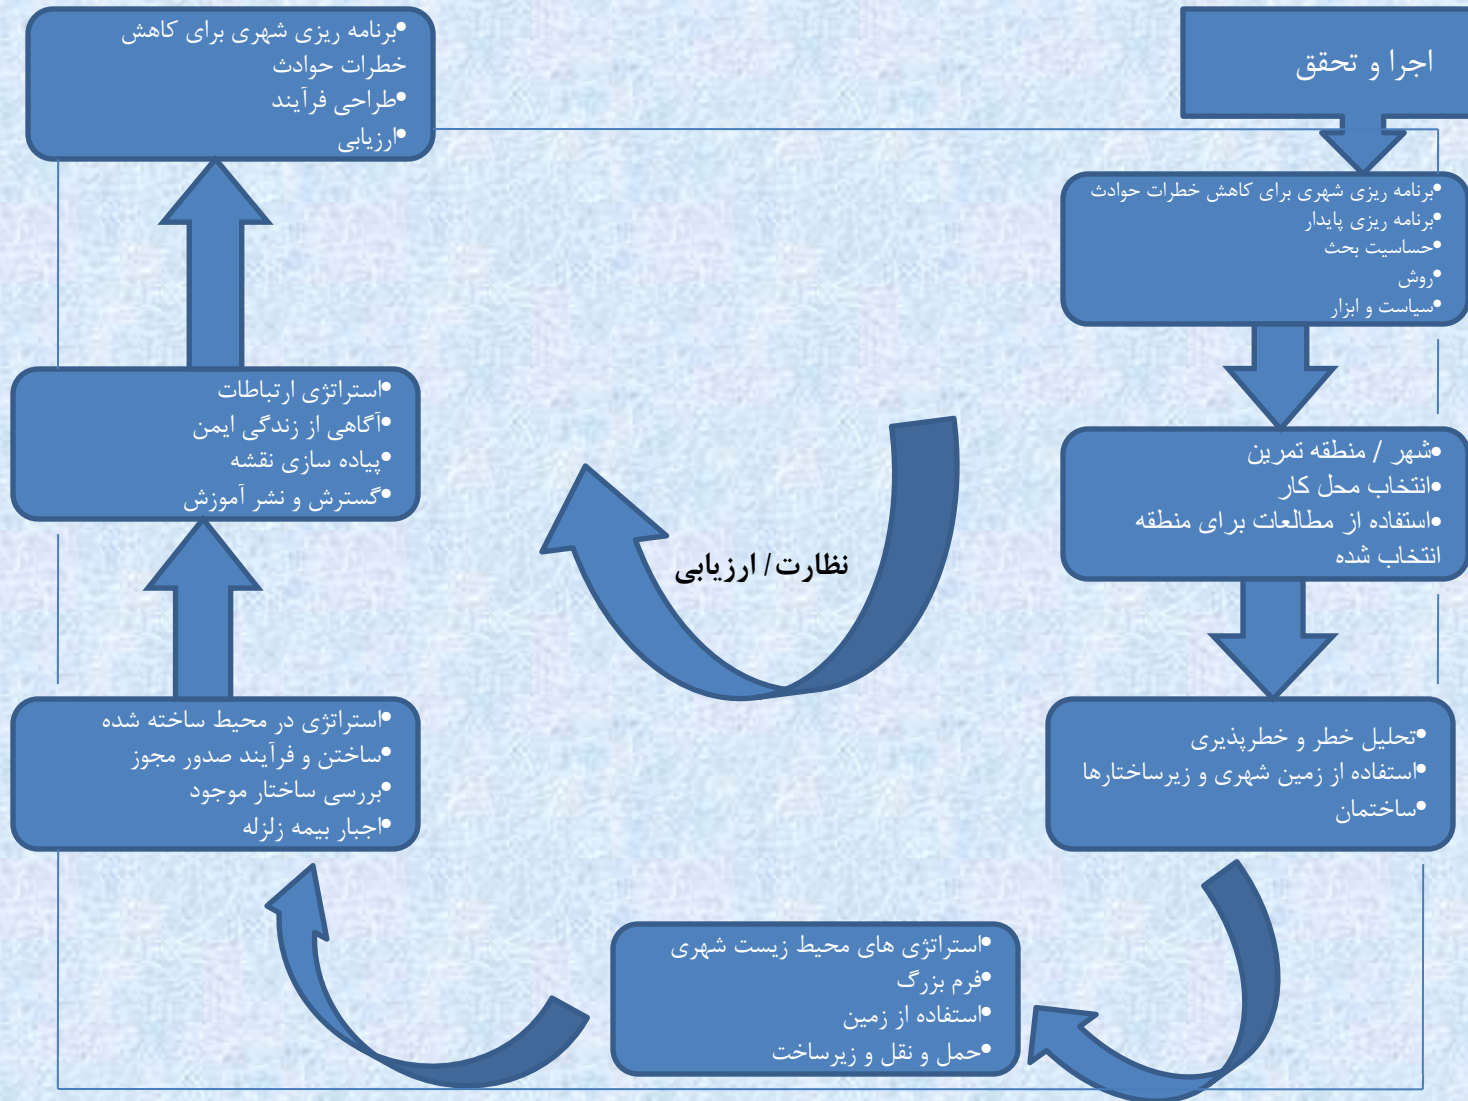 اجرا و تحقق
•برنامه ریزی شهری برای کاهش خطرات حوادث
•برنامه ریزی پایدار
•حساسیت بحث
•روش
•سیاست و ابزار
•شهر / منطقه تمرین
•انتخاب محل کار
•استفاده از مطالعات برای منطقه
انتخاب شده
•تحلیل خطر و خطرپذیری
•استفاده از زمین شهری و زیرساختارها
•ساختمان
•استراتژی های محیط زیست شهری
•فرم بزرگ
•استفاده از زمین
•حمل و نقل و زیرساخت
•استراتژی در محیط ساخته شده
•ساختن و فرآیند صدور مجوز
•بررسی ساختار موجود
•اجبار بیمه زلزله
•استراتژی ارتباطات
•آگاهی از زندگی ایمن
•پیاده سازی نقشه
•گسترش و نشر آموزش
•برنامه ریزی شهری برای کاهش
خطرات حوادث
•طراحی فرآیند
•ارزیابی
نظارت/ ارزیابی